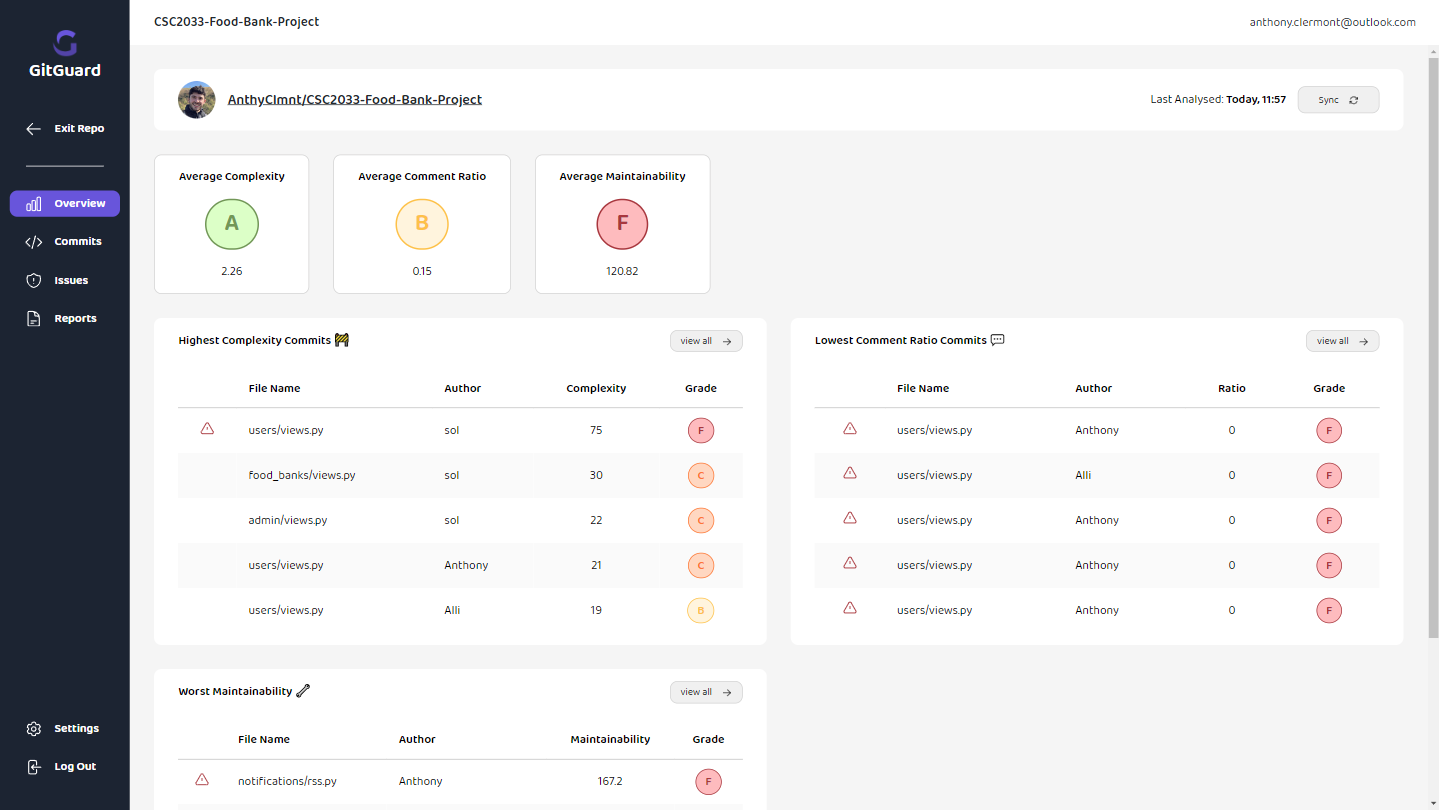 GitGuard
Exit Repo
Overview
Commits
Issues
Reports
Settings
Log Out
CSC2033-Food-Bank-Project
anthony.clermont@outlook.com
AnthyClmnt/CSC2033-Food-Bank-Project
Last Analysed: Today, 11:57
Sync
Average Complexity
A
2.26
Average Comment Ratio
B
0.15
Average Maintainability
F
120.82
Highest Complexity Commits
view all
File Name Author Complexity Grade
users/views.py sol 75 F
food_banks/views.py sol 30 C
admin/views.py sol 22 C
users/views.py Anthony 21 C
users/views.py Alli 19 B
Lowest Comment Ratio Commits
view all
File Name Author Ratio Grade
users/views.py Anthony 0 F
users/views.py Alli 0 F
users/views.py Anthony 0 F
users/views.py Anthony 0 F
users/views.py Anthony 0 F
Worst Maintainability
view all
File Name Author Maintainability Grade
notifications/rss.py Anthony 167.2 F